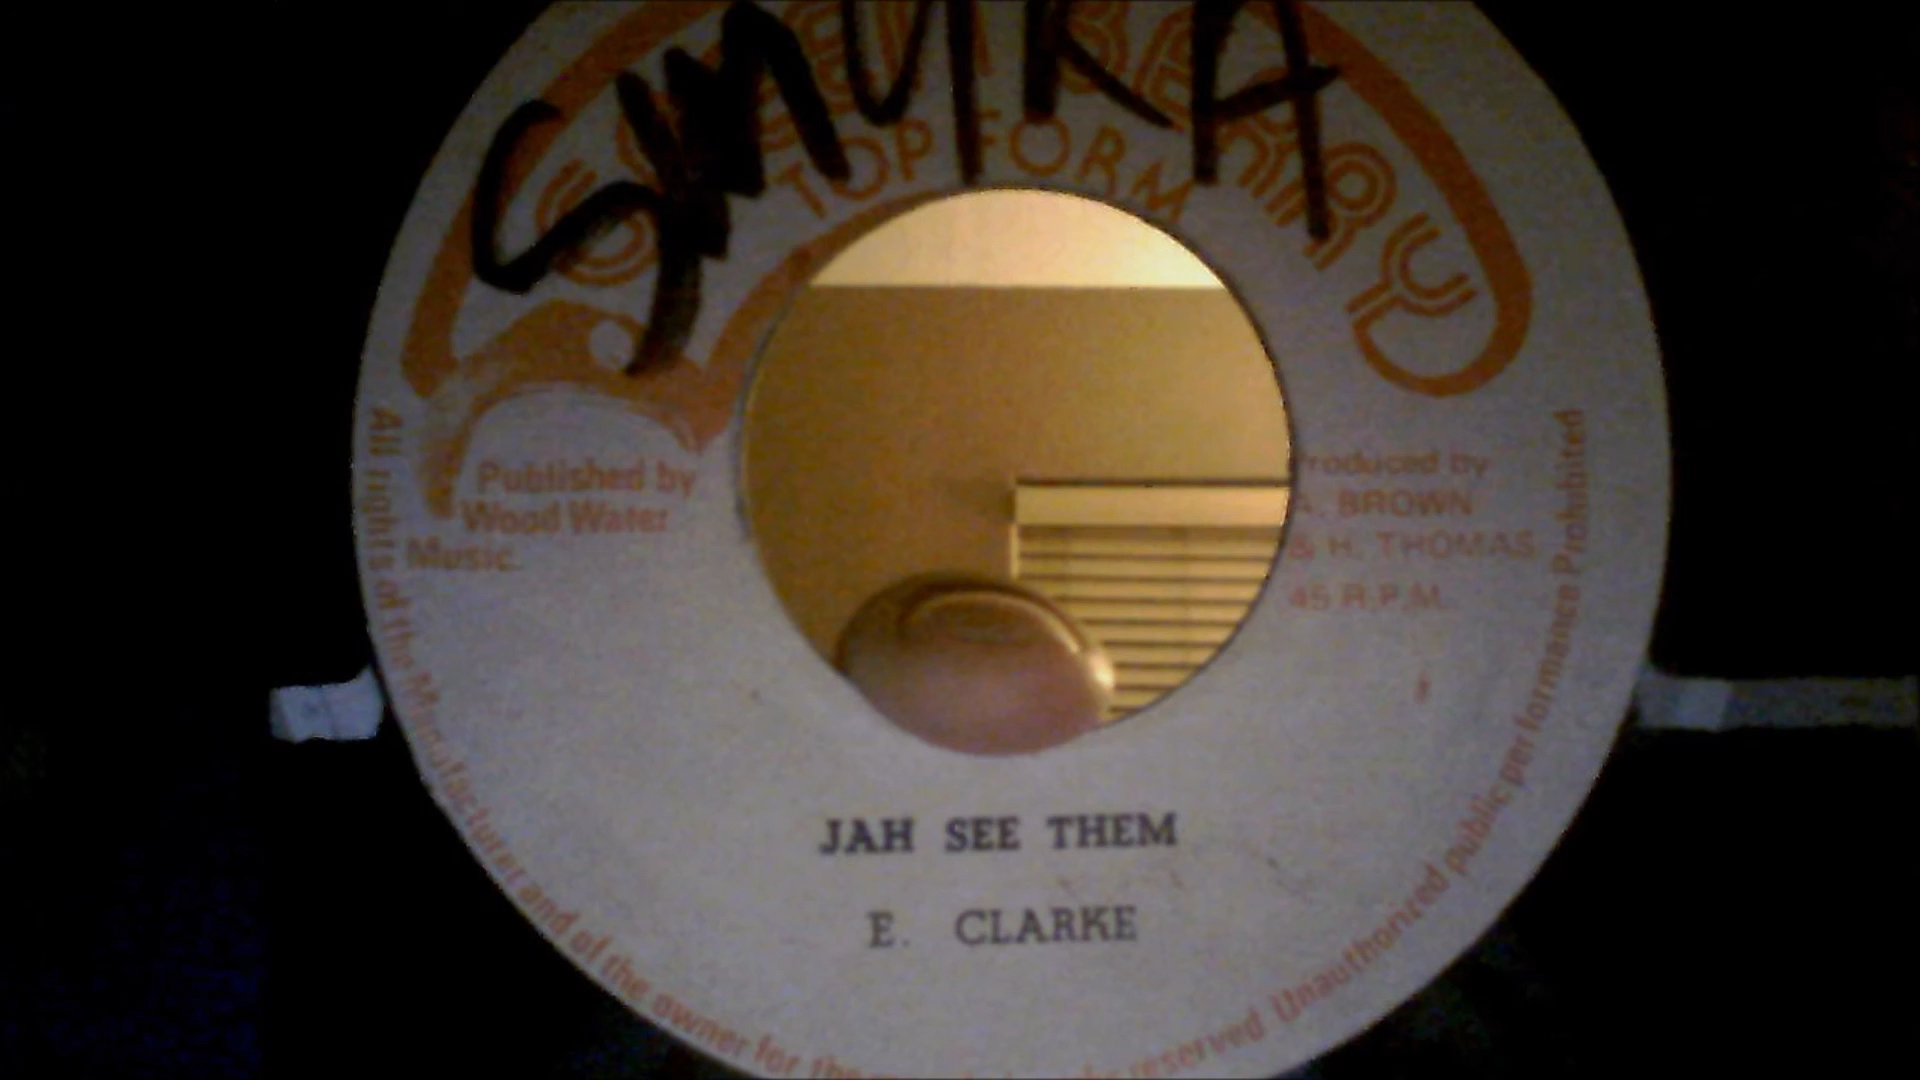 SMUKA
TOP FORM
Published by
Wood Water
Music.
Produced by
A. BROWN
& H. THOMAS
45 R.P.M.
JAH SEE THEM
E. CLARKE
All rights of the Manufacturer and of the owner for the reserved Unauthorized public performance Prohibited